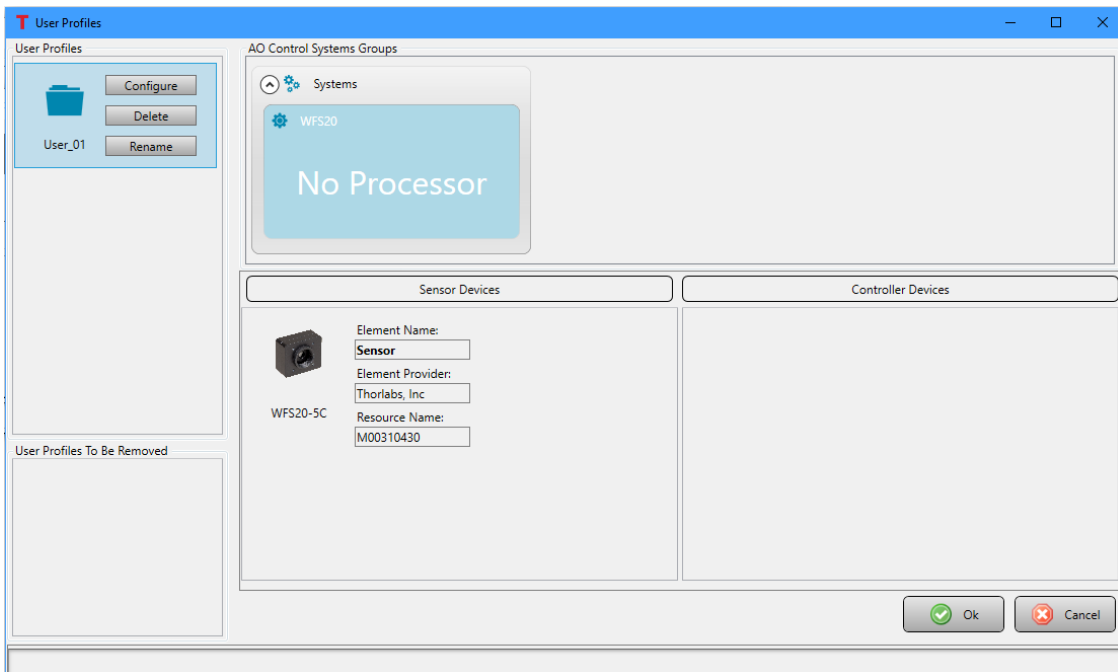 User Profiles
User Profiles
Configure
Delete
User_01
Rename
User Profiles To Be Removed
AO Control Systems Groups
Systems
WFS20
No Processor
Sensor Devices
Controller Devices
WFS20-5C
Element Name:
Sensor
Element Provider:
Thorlabs, Inc
Resource Name:
M00310430
Ok
Cancel